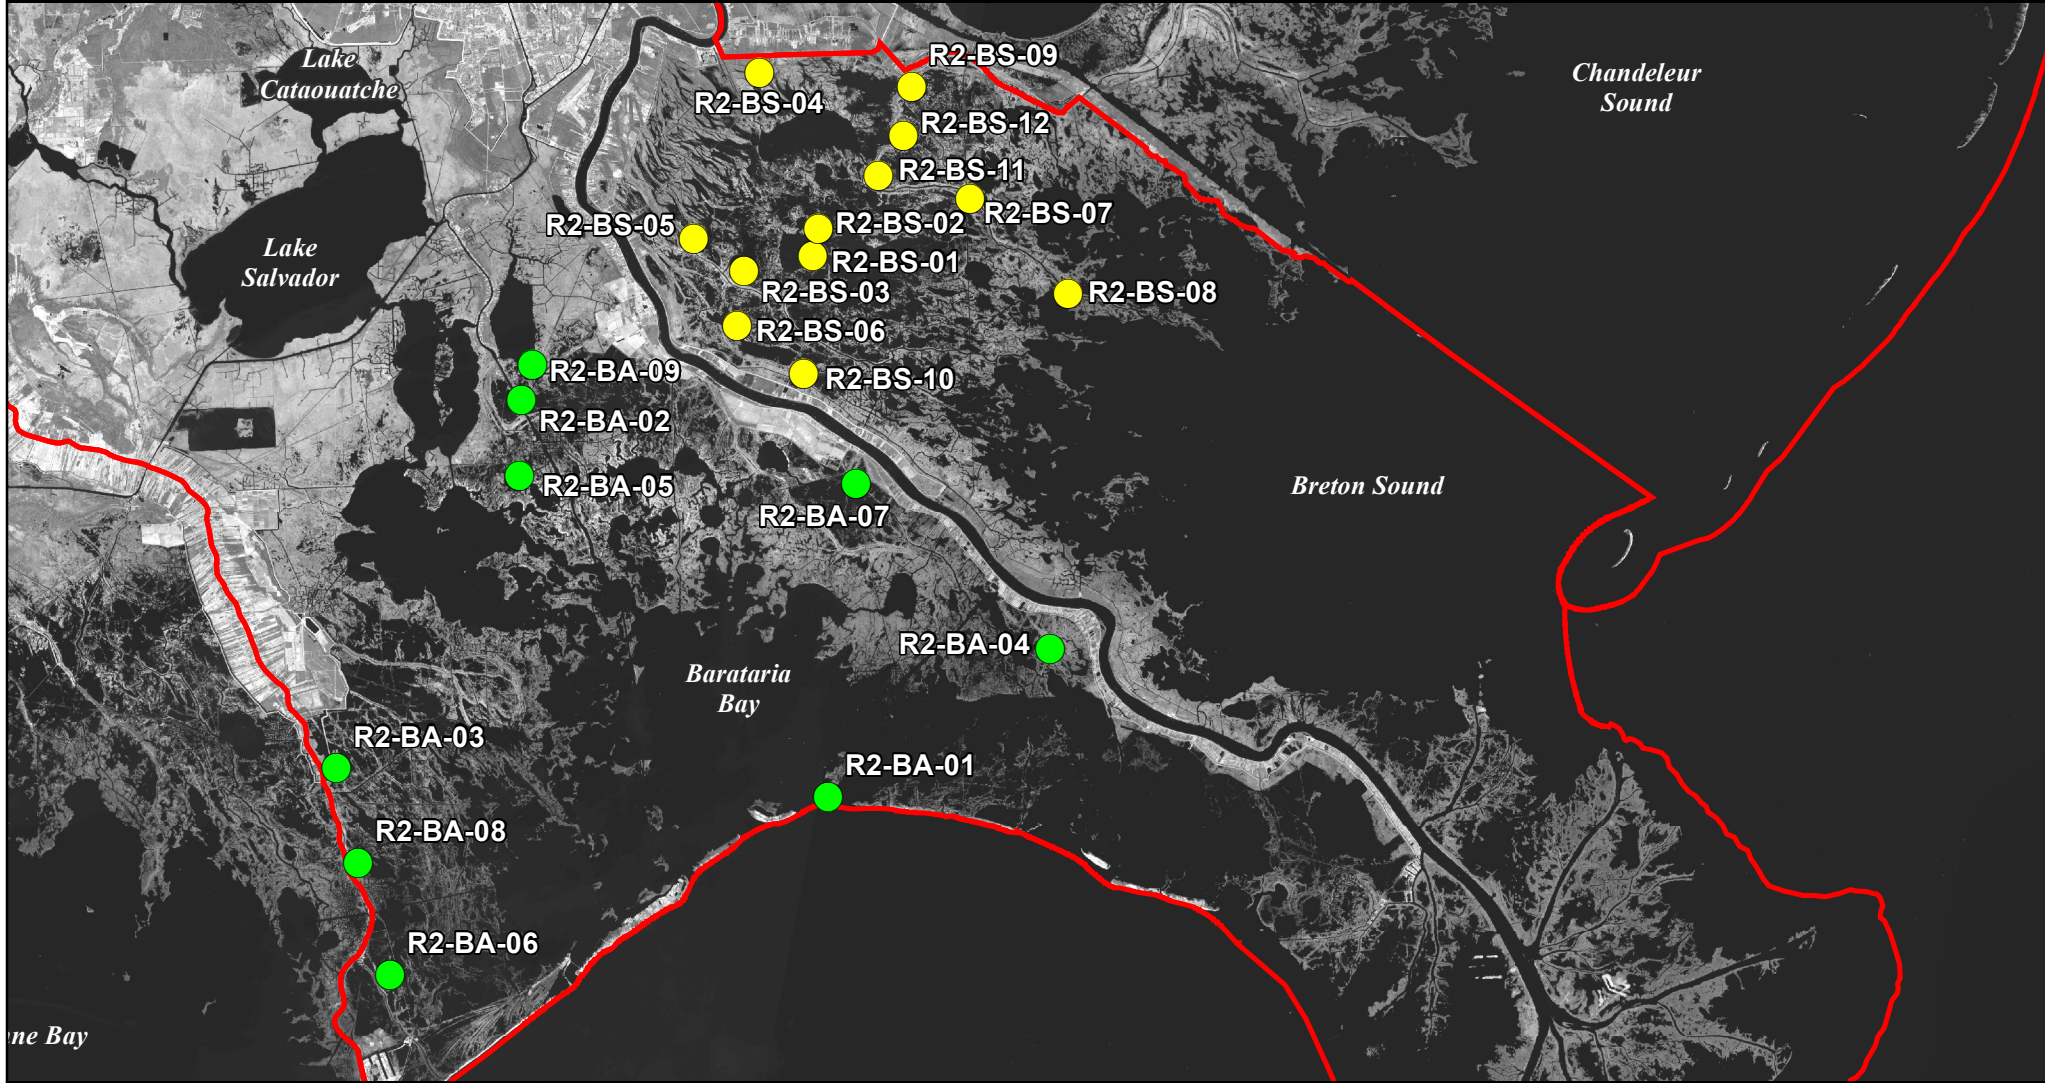 R2-BS-09
Lake
Cataouatche
Chandeleur
Sound
R2-BS-04
R2-BS-12
R2-BS-11
R2-BS-07
R2-BS-05
R2-BS-02
R2-BS-01
Lake
Salvador
R2-BS-03
R2-BS-08
R2-BS-06
R2-BA-09
R2-BS-10
R2-BA-02
R2-BA-05
Breton Sound
R2-BA-07
R2-BA-04
Barataria
Bay
R2-BA-03
R2-BA-01
R2-BA-08
R2-BA-06
ne Bay